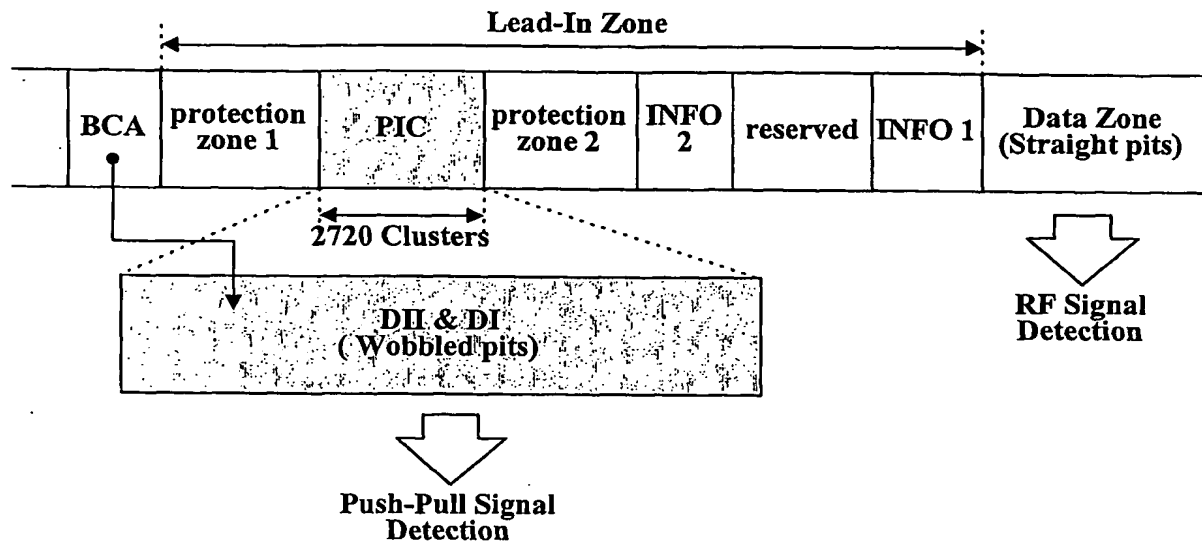 Lead-In Zone
BCA
protection
zone 1
PIC
protection
zone 2
INFO
2
reserved
INFO 1
Data Zone
(Straight pits)
2720 Clusters
DII & DI
( Wobbled pits)
RF Signal
Detection
Push-Pull Signal
Detection